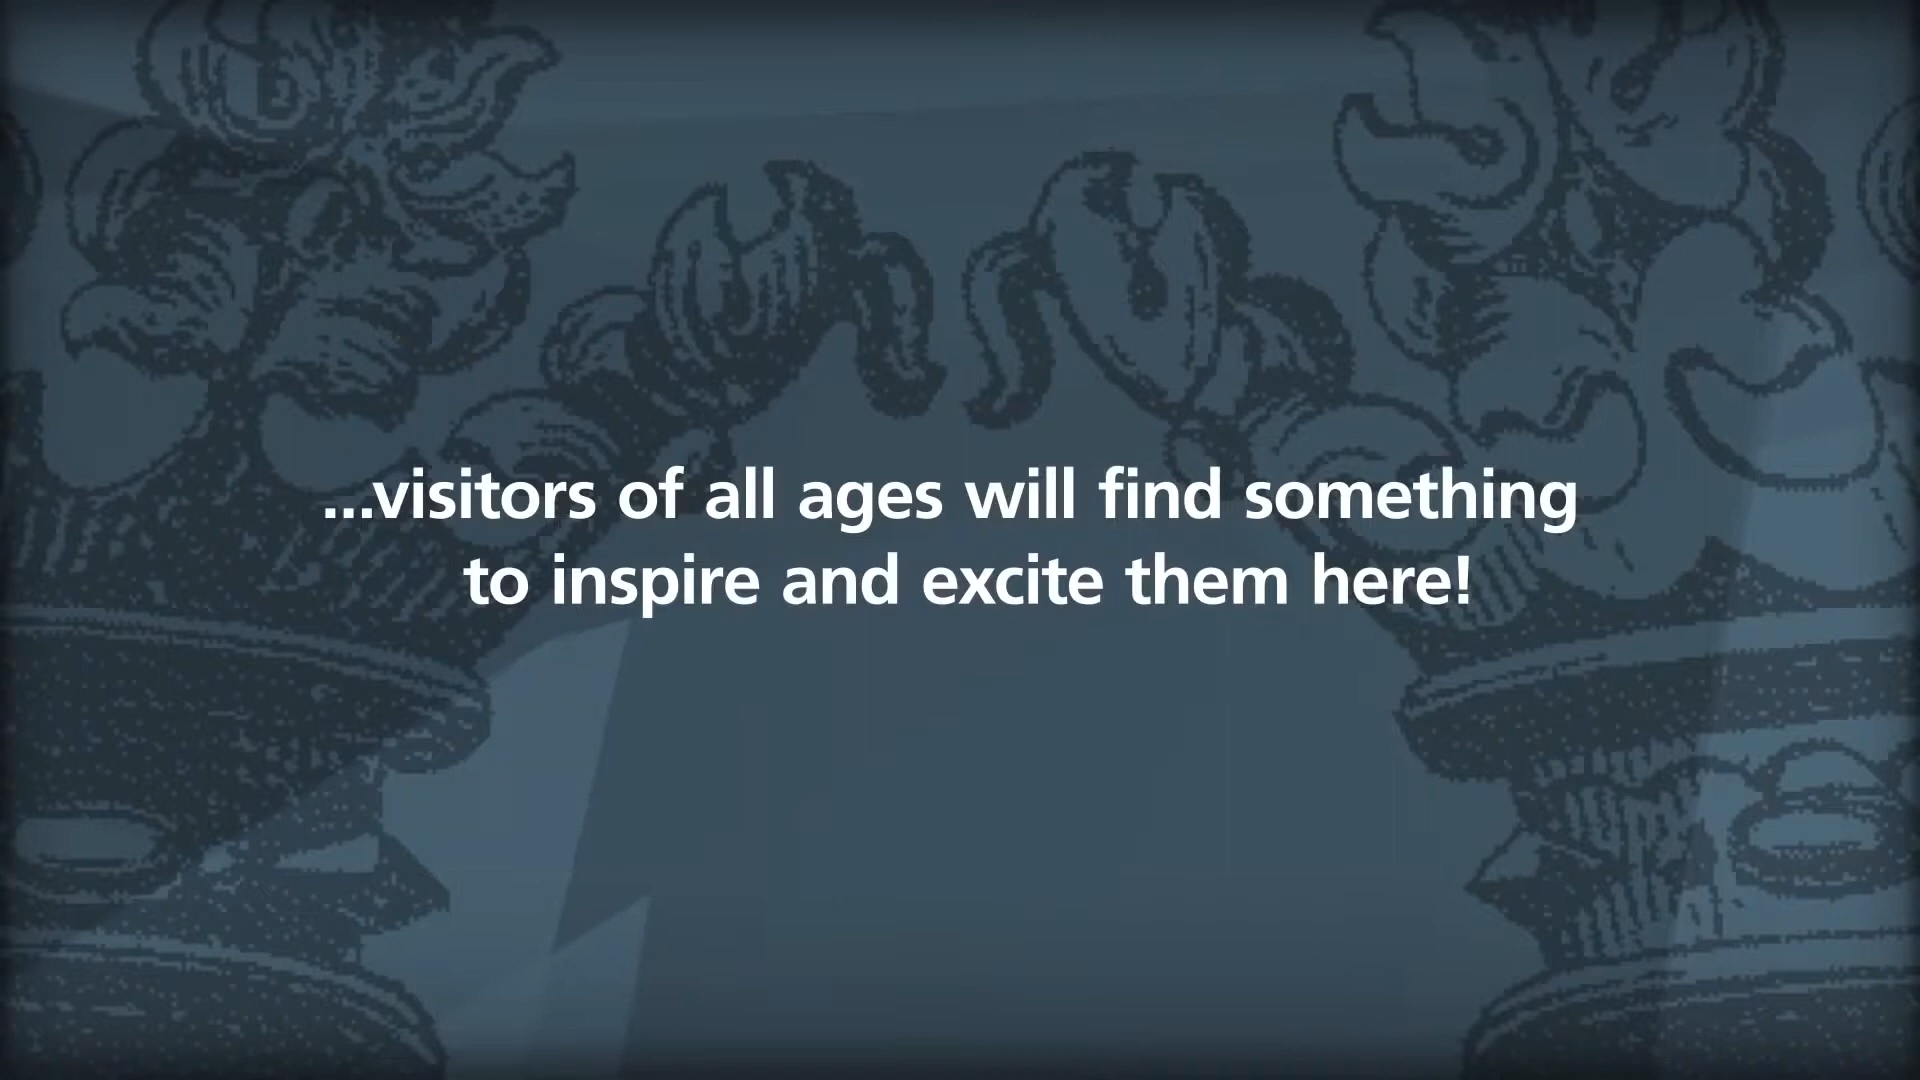 ...visitors of all ages will find something
to inspire and excite them here!